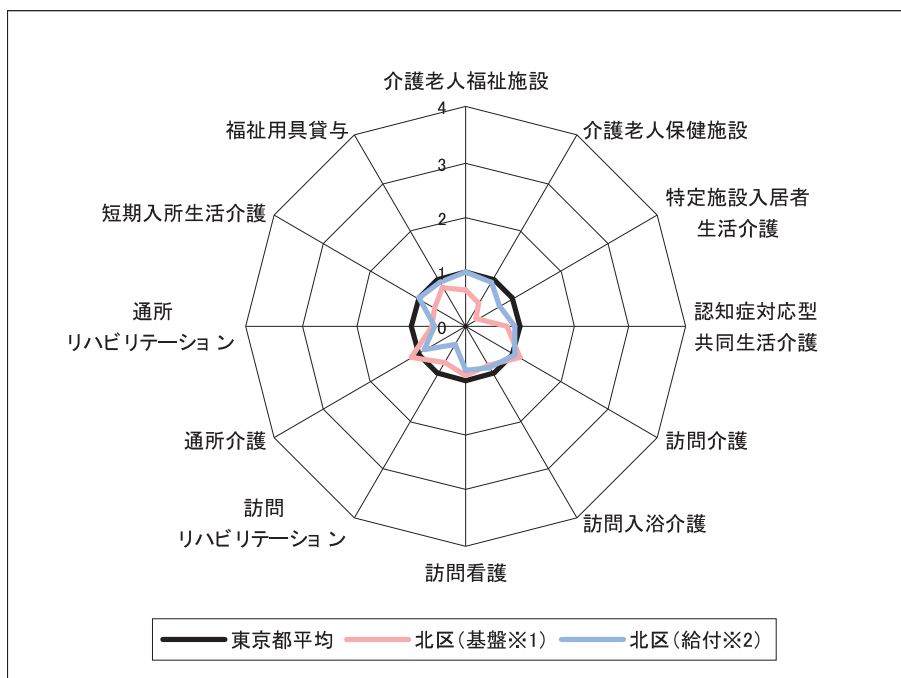 介護老人福祉施設
4
福祉用具貸与
介護老人保健施設
3
短期入所生活介護
特定施設入居者
生活介護
2
1
通所
リハビリテーション
0
認知症対応型
共同生活介護
通所介護
訪問介護
訪問
リハビリテーション
訪問入浴介護
訪問看護
東京都平均 北区(基盤※1) 北区(給付※2)